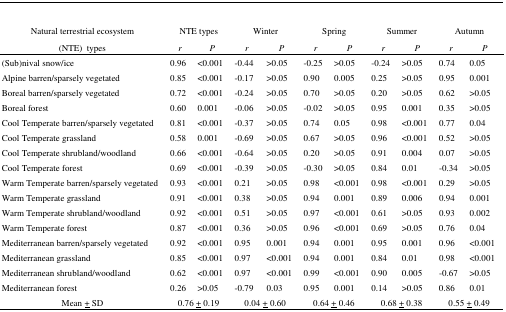 Natural terrestrial ecosystem NTE types Winter Spring Summer Autumn
(NTE) types r P r P r P r P r P
(Sub)nival snow/ice 0.96 <0.001 -0.44 >0.05 -0.25 >0.05 -0.24 >0.05 0.74 0.05
Alpine barren/sparsely vegetated 0.85 <0.001 -0.17 >0.05 0.90 0.005 0.25 >0.05 0.95 0.001
Boreal barren/sparsely vegetated 0.72 <0.001 -0.24 >0.05 0.70 >0.05 0.20 >0.05 0.62 >0.05
Boreal forest 0.60 0.001 -0.06 >0.05 -0.02 >0.05 0.95 0.001 0.35 >0.05
Cool Temperate barren/sparsely vegetated 0.81 <0.001 -0.37 >0.05 0.74 0.05 0.98 <0.001 0.77 0.04
Cool Temperate grassland 0.58 0.001 -0.69 >0.05 0.67 >0.05 0.96 <0.001 0.52 >0.05
Cool Temperate shrubland/woodland 0.66 <0.001 -0.64 >0.05 0.20 >0.05 0.91 0.004 0.07 >0.05
Cool Temperate forest 0.69 <0.001 -0.39 >0.05 -0.30 >0.05 0.84 0.01 -0.34 >0.05
Warm Temperate barren/sparsely vegetated 0.93 <0.001 0.21 >0.05 0.98 <0.001 0.98 <0.001 0.29 >0.05
Warm Temperate grassland 0.91 <0.001 0.38 >0.05 0.94 0.001 0.89 0.006 0.94 0.001
Warm Temperate shrubland/woodland 0.92 <0.001 0.51 >0.05 0.97 <0.001 0.61 >0.05 0.93 0.002
Warm Temperate forest 0.87 <0.001 0.36 >0.05 0.96 <0.001 0.69 >0.05 0.76 0.04
Mediterranean barren/sparsely vegetated 0.92 <0.001 0.95 0.001 0.94 0.001 0.95 0.001 0.96 <0.001
Mediterranean grassland 0.85 <0.001 0.97 <0.001 0.94 0.001 0.84 0.01 0.98 <0.001
Mediterranean shrubland/woodland 0.62 <0.001 0.97 <0.001 0.99 <0.001 0.90 0.005 -0.67 >0.05
Mediterranean forest 0.26 >0.05 -0.79 0.03 0.95 0.001 0.14 >0.05 0.86 0.01
Mean ± SD 0.76 ± 0.19 0.04 ± 0.60 0.64 ± 0.46 0.68 ± 0.38 0.55 ± 0.49